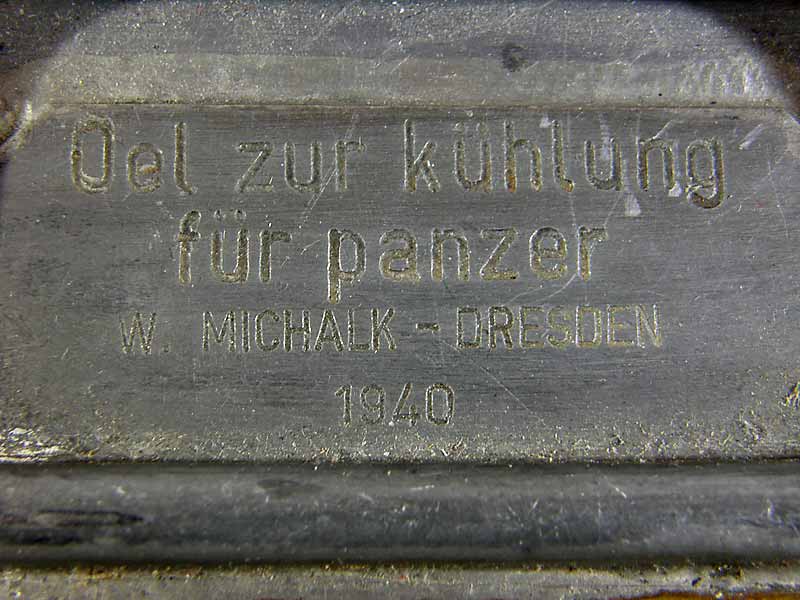 Oel zur kühlung
für panzer
W. MICHALK - DRESDEN
1940